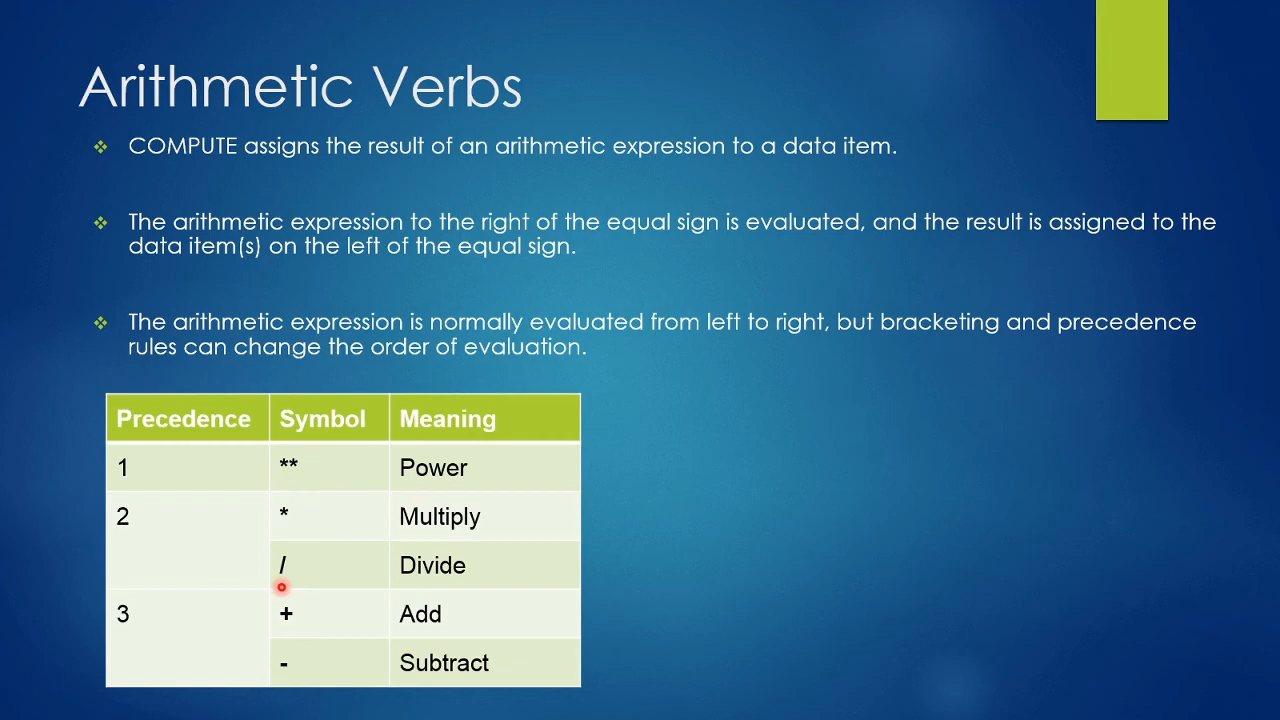 Arithmetic Verbs
COMPUTE assigns the result of an arithmetic expression to a data item.
The arithmetic expression to the right of the equal sign is evaluated, and the result is assigned to the
data item(s) on the left of the equal sign.
The arithmetic expression is normally evaluated from left to right, but bracketing and precedence
rules can change the order of evaluation.
Precedence Symbol Meaning
1 ** Power
2 * Multiply
/ Divide
3 + Add
- Subtract